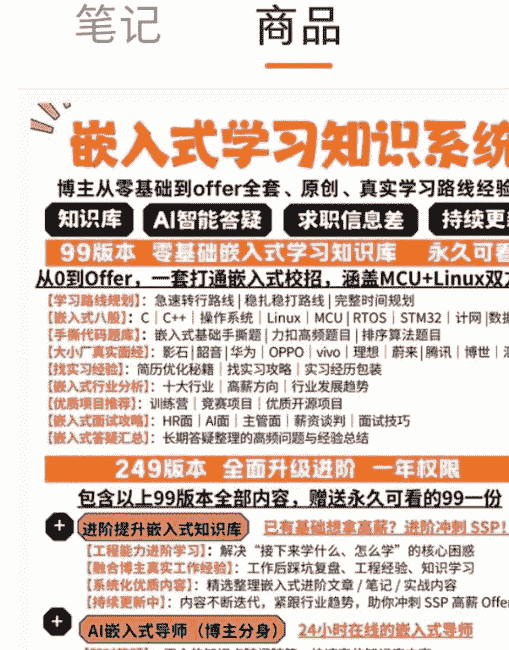 笔记 商品
嵌入式学习知识系统
博主从零基础到offer全套、原创、真实学习路线经验
知识库 AI智能答疑 求职信息差 持续更新
99版本 零基础嵌入式学习知识库 永久可看
从0到Offer，一套打通嵌入式校招，涵盖MCU+Linux双方
【学习路线规划】：急速转行路线 | 稳扎稳打路线 | 完整时间规划
【嵌入式八股】：C | C++ | 操作系统 | Linux | MCU | RTOS | STM32 | 计网 | 数据
【手撕代码题库】：嵌入式基础手撕题 | 力扣高频题目 | 排序算法题目
【大小厂真实面经】：影石 | 韶音 | 华为 | OPPO | vivo | 理想 | 蔚来 | 腾讯 | 博世 |
【找实习经验】：简历优化秘籍 | 找实习攻略 | 实习经历包装
【嵌入式行业分析】：十大行业 | 高薪方向 | 行业发展趋势
【优质项目推荐】：训练营 | 竞赛项目 | 优质开源项目
【嵌入式面试攻略】：HR面 | AI面 | 主管面 | 薪资谈判 | 面试技巧
【嵌入式答疑汇总】：长期答疑整理的高频问题与经验总结
249版本 全面升级进阶 一年权限
包含以上99版本全部内容，赠送永久可看的99一份
+ 进阶提升嵌入式知识库 已有基础想拿高薪？进阶冲刺 SSP！
【工程能力进阶学习】：解决“接下来学什么、怎么学”的核心困惑
【融合博主真实工作经验】：工作后踩坑复盘、工程经验、知识学习
【系统化优质内容】：精选整理嵌入式进阶文章 / 笔记 / 实战内容
【持续更新中】：内容不断迭代，紧跟行业趋势，助你冲刺 SSP 高薪 Offer
+ AI嵌入式导师（博主分身） 24小时在线的嵌入式导师